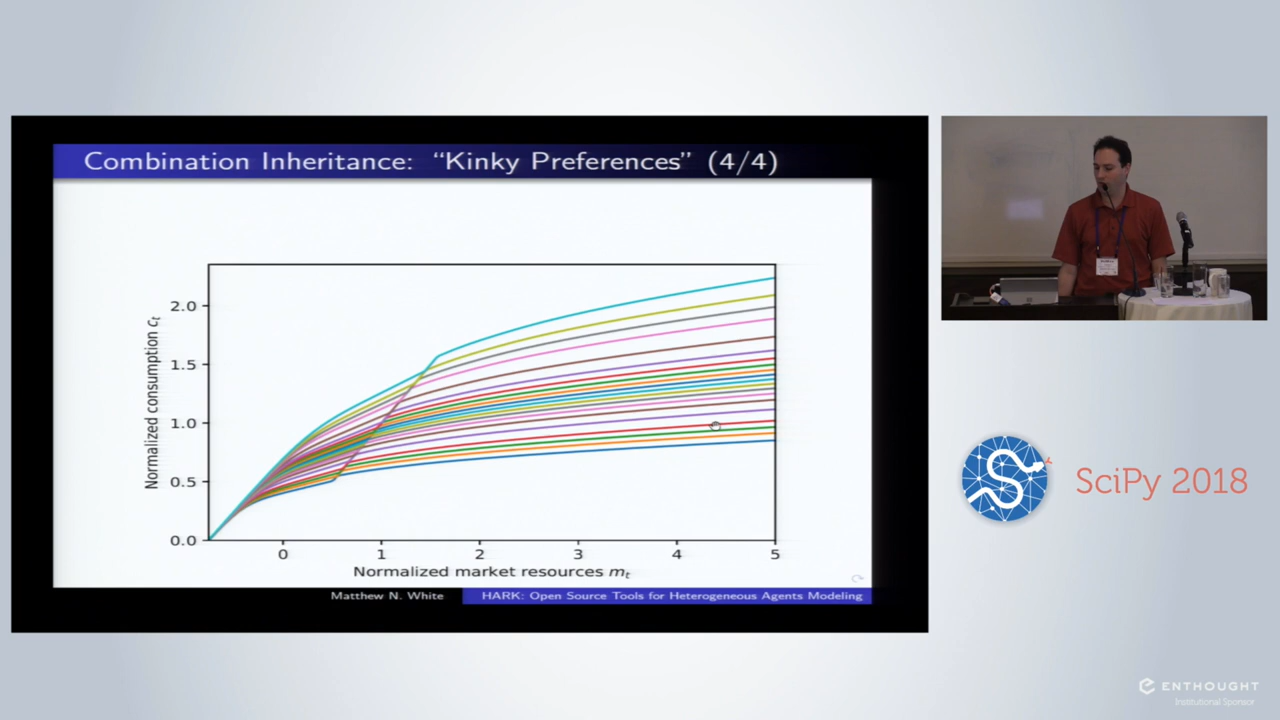 Combination Inheritance: “Kinky Preferences” (4/4)
Normalized consumption cₜ
2.0
1.5
1.0
0.5
0.0
0
1
2
3
4
5
Normalized market resources mₜ
Matthew N. White
HARK: Open Source Tools for Heterogeneous Agents Modeling
SciPy 2018
ENTHOUGHT
Institutional Sponsor